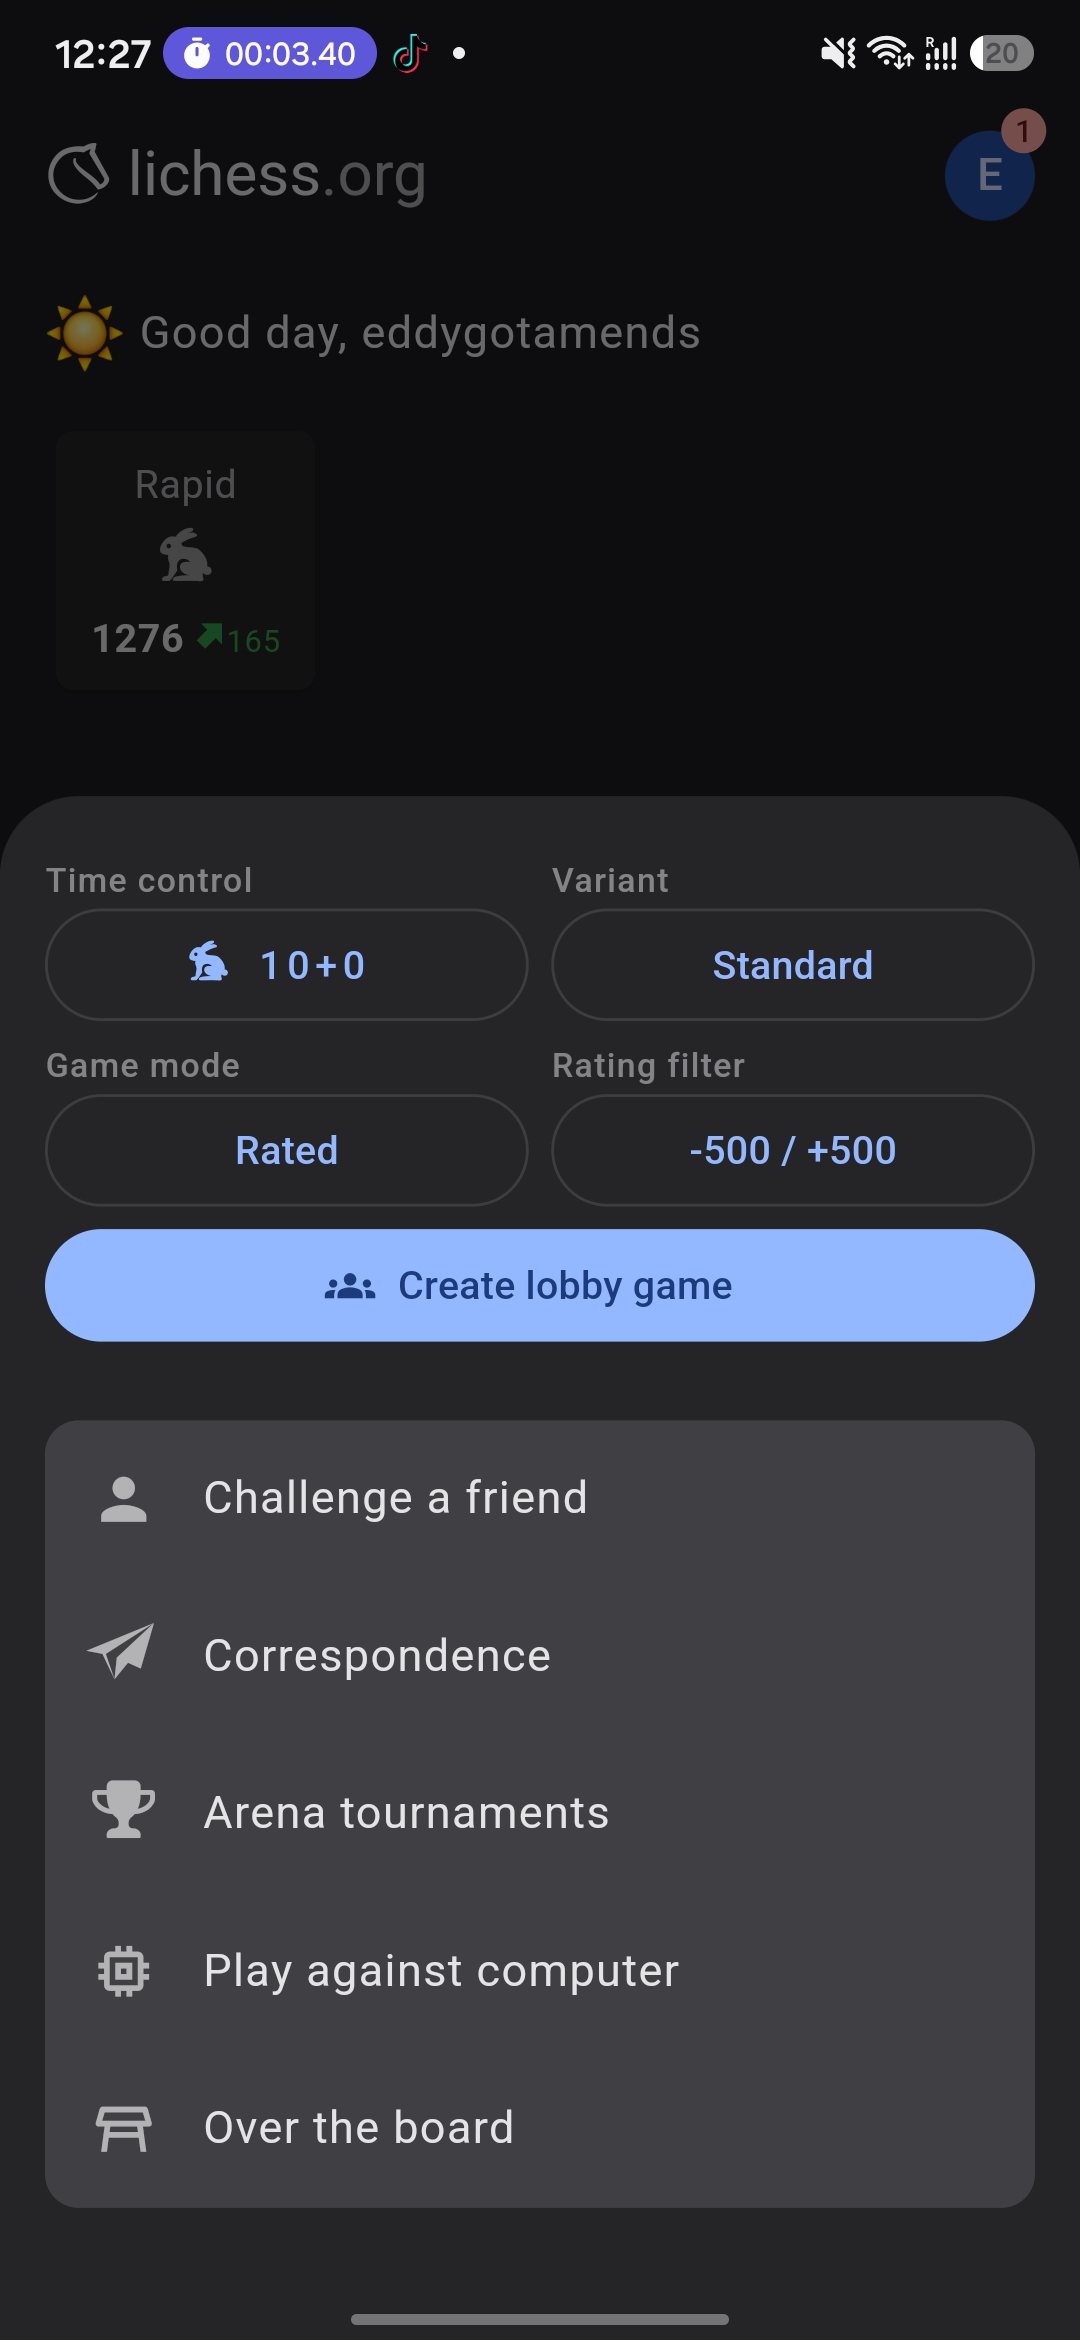 12:27 00:03.40 R 20
lichess.org
E 1
Good day, eddygotamends
Rapid
1276 165
Time control
Variant
10+0
Standard
Game mode
Rating filter
Rated
-500 / +500
Create lobby game
Challenge a friend
Correspondence
Arena tournaments
Play against computer
Over the board